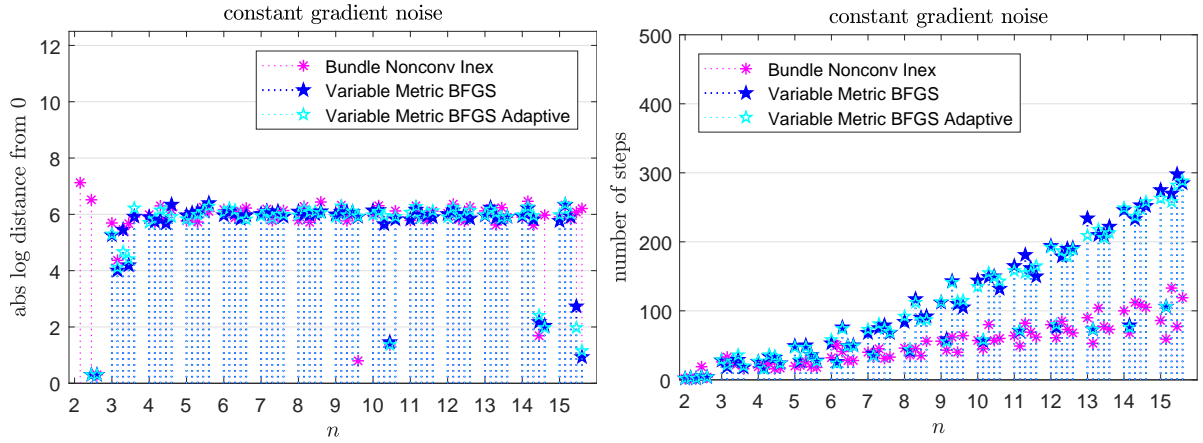 constant gradient noise
12
10
8
6
4
2
0
abs log distance from 0
Bundle Nonconv Inex
Variable Metric BFGS
Variable Metric BFGS Adaptive
2 3 4 5 6 7 8 9 10 11 12 13 14 15
n
constant gradient noise
500
400
300
200
100
0
number of steps
Bundle Nonconv Inex
Variable Metric BFGS
Variable Metric BFGS Adaptive
2 3 4 5 6 7 8 9 10 11 12 13 14 15
n